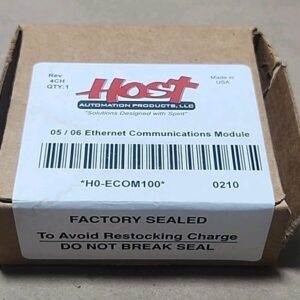 Rev
4CH
QTY:1
Host
AUTOMATION PRODUCTS, LLC
"Solutions Designed with Spirit"
Made in
USA
05 / 06 Ethernet Communications Module
*H0-ECOM100*
0210
FACTORY SEALED
To Avoid Restocking Charge
DO NOT BREAK SEAL